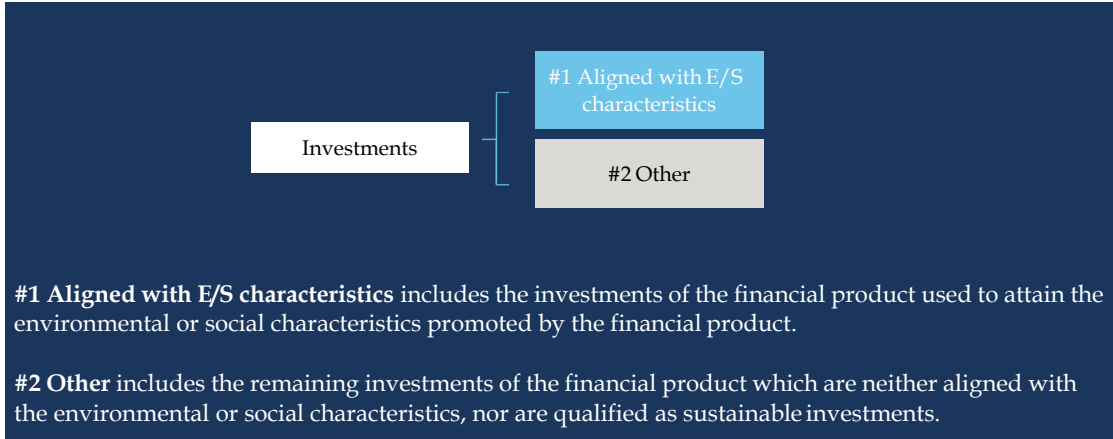 #1 Aligned with E/S
characteristics
Investments
#2 Other
#1 Aligned with E/S characteristics includes the investments of the financial product used to attain the
environmental or social characteristics promoted by the financial product.
#2 Other includes the remaining investments of the financial product which are neither aligned with
the environmental or social characteristics, nor are qualified as sustainable investments.